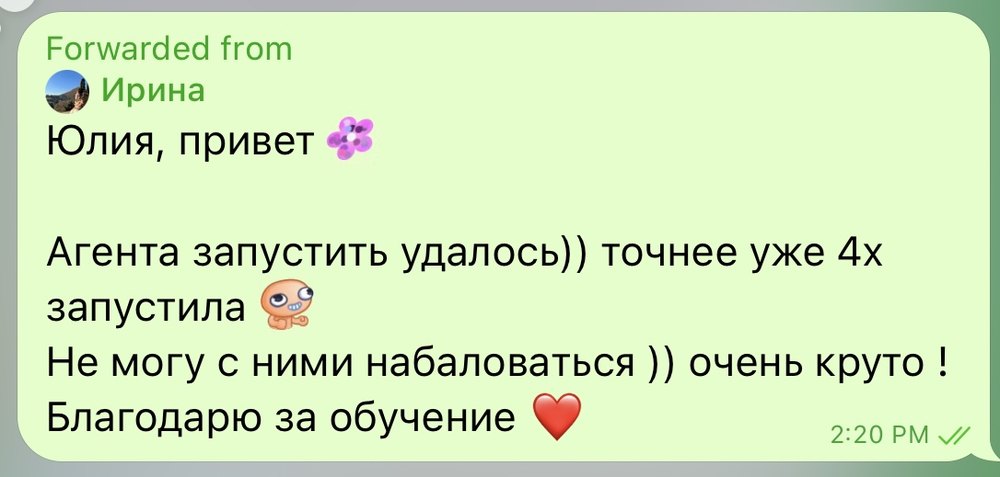 Forwarded from
Ирина
Юлия, привет
Агента запустить удалось)) точнее уже 4х
запустила
Не могу с ними набаловаться )) очень круто !
Благодарю за обучение
2:20 PM